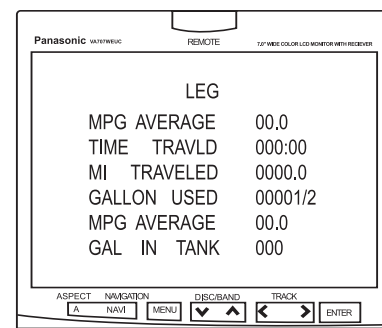 Panasonic VA707WEUC REMOTE 7.0" WIDE COLOR LCD MONITOR WITH RECIEVER
LEG
MPG AVERAGE 00.0
TIME TRAVLD 000:00
MI TRAVELED 0000.0
GALLON USED 00001/2
MPG AVERAGE 00.0
GAL IN TANK 000
ASPECT NAVIGATION DISC/BAND TRACK
A NAVI MENU ENTER